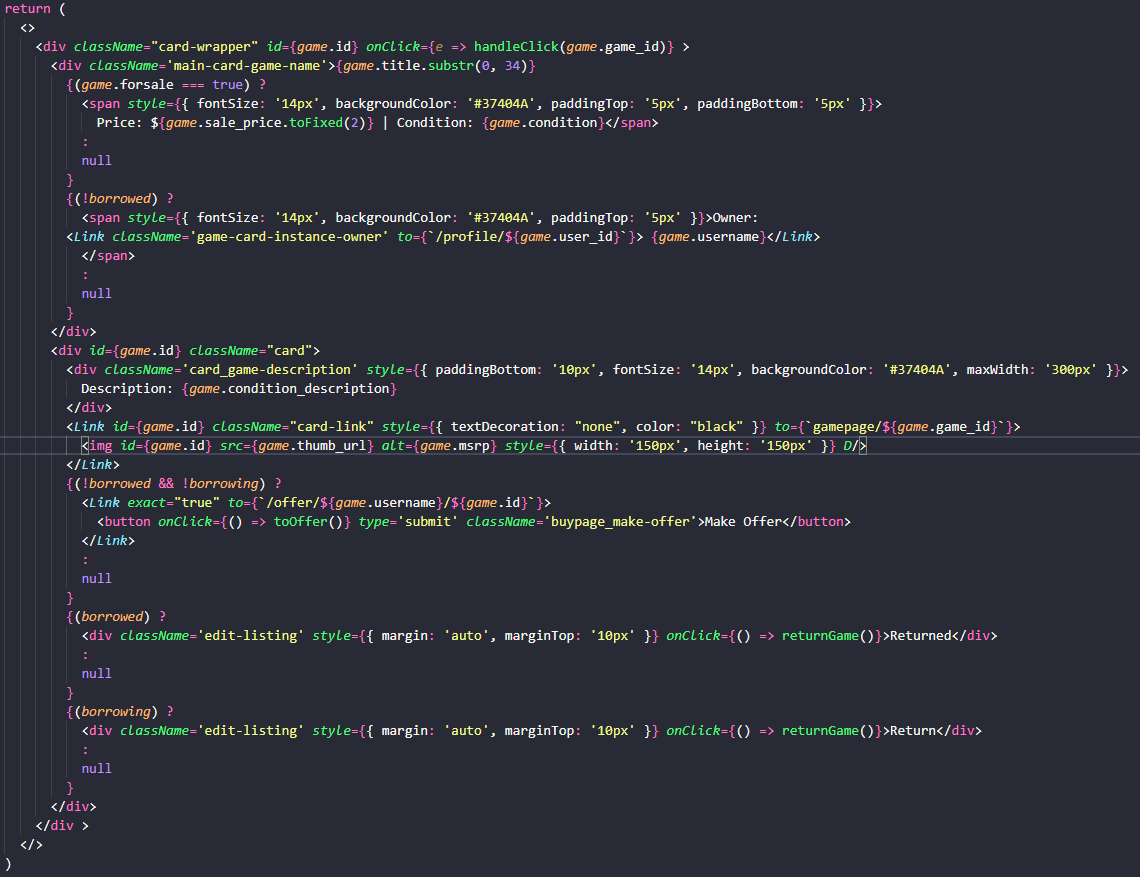 return (
<>
<div className="card-wrapper" id={game.id} onClick={e => handleClick(game.game_id)} >
<div className='main-card-game-name'>{game.title.substr(0, 34)}
{(game.forsale === true) ?
<span style={{ fontSize: '14px', backgroundColor: '#37404A', paddingTop: '5px', paddingBottom: '5px' }}>
Price: ${game.sale_price.toFixed(2)} | Condition: {game.condition}</span>
:
null
}
{(!borrowed) ?
<span style={{ fontSize: '14px', backgroundColor: '#37404A', paddingTop: '5px' }}>Owner:
<Link className='game-card-instance-owner' to={`/profile/${game.user_id}`}> {game.username}</Link>
</span>
:
null
}
</div>
<div id={game.id} className="card">
<div className='card_game-description' style={{ paddingBottom: '10px', fontSize: '14px', backgroundColor: '#37404A', maxWidth: '300px' }}>
Description: {game.condition_description}
</div>
<Link id={game.id} className="card-link" style={{ textDecoration: "none", color: "black" }} to={`gamepage/${game.game_id}`}>
<img id={game.id} src={game.thumb_url} alt={game.msrp} style={{ width: '150px', height: '150px' }} D/>
</Link>
{(!borrowed && !borrowing) ?
<Link exact="true" to={`/offer/${game.username}/${game.id}`}>
<button onClick={() => toOffer()} type='submit' className='buypage_make-offer'>Make Offer</button>
</Link>
:
null
}
{(borrowed) ?
<div className='edit-listing' style={{ margin: 'auto', marginTop: '10px' }} onClick={() => returnGame()}>Returned</div>
:
null
}
{(borrowing) ?
<div className='edit-listing' style={{ margin: 'auto', marginTop: '10px' }} onClick={() => returnGame()}>Return</div>
:
null
}
</div>
</div >
</>
)